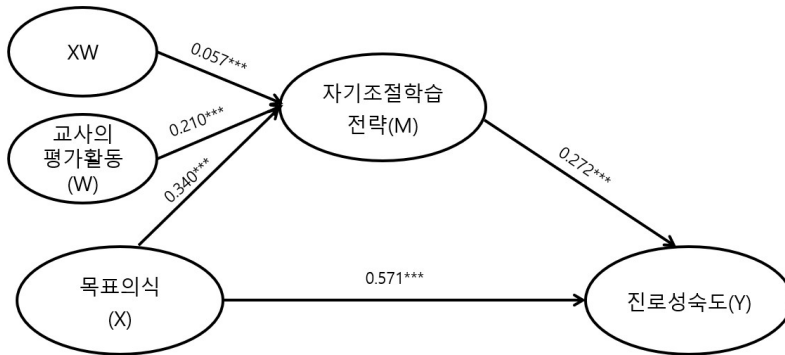 XW
0.057***
자기조절학습
전략(M)
교사의
평가활동
(W)
0.210***
0.340***
0.272***
목표의식
(X)
0.571***
진로성숙도(Y)